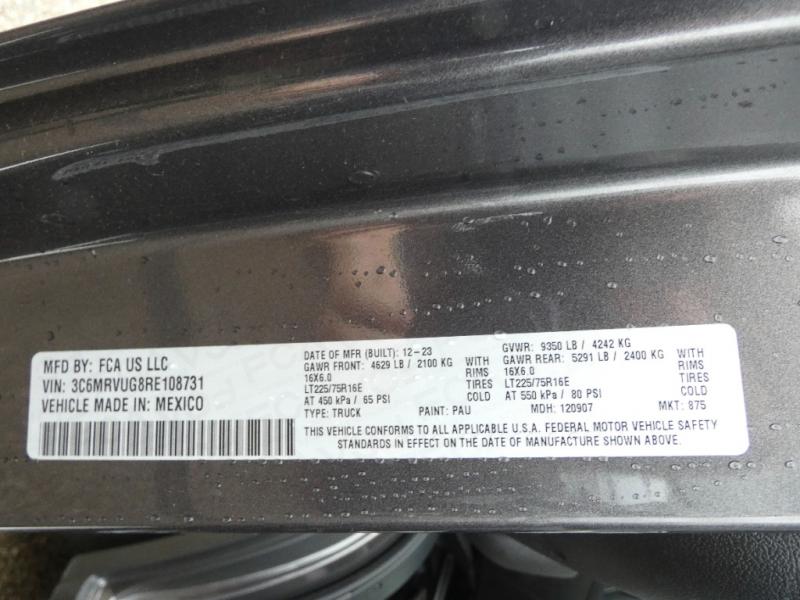 MFD BY: FCA US LLC
VIN: 3C6MRVUG8RE108731
VEHICLE MADE IN: MEXICO
DATE OF MFR (BUILT): 12-23
GAWR FRONT: 4629 LB / 2100 KG WITH
16X6.0 RIMS
LT225/75R16E TIRES
AT 450 kPa / 65 PSI COLD
TYPE: TRUCK PAINT: PAU
GVWR: 9350 LB / 4242 KG
GAWR REAR: 5291 LB / 2400 KG WITH
16X6.0 RIMS
LT225/75R16E TIRES
AT 550 kPa / 80 PSI COLD
MDH: 120907 MKT: 875
THIS VEHICLE CONFORMS TO ALL APPLICABLE U.S.A. FEDERAL MOTOR VEHICLE SAFETY
STANDARDS IN EFFECT ON THE DATE OF MANUFACTURE SHOWN ABOVE.